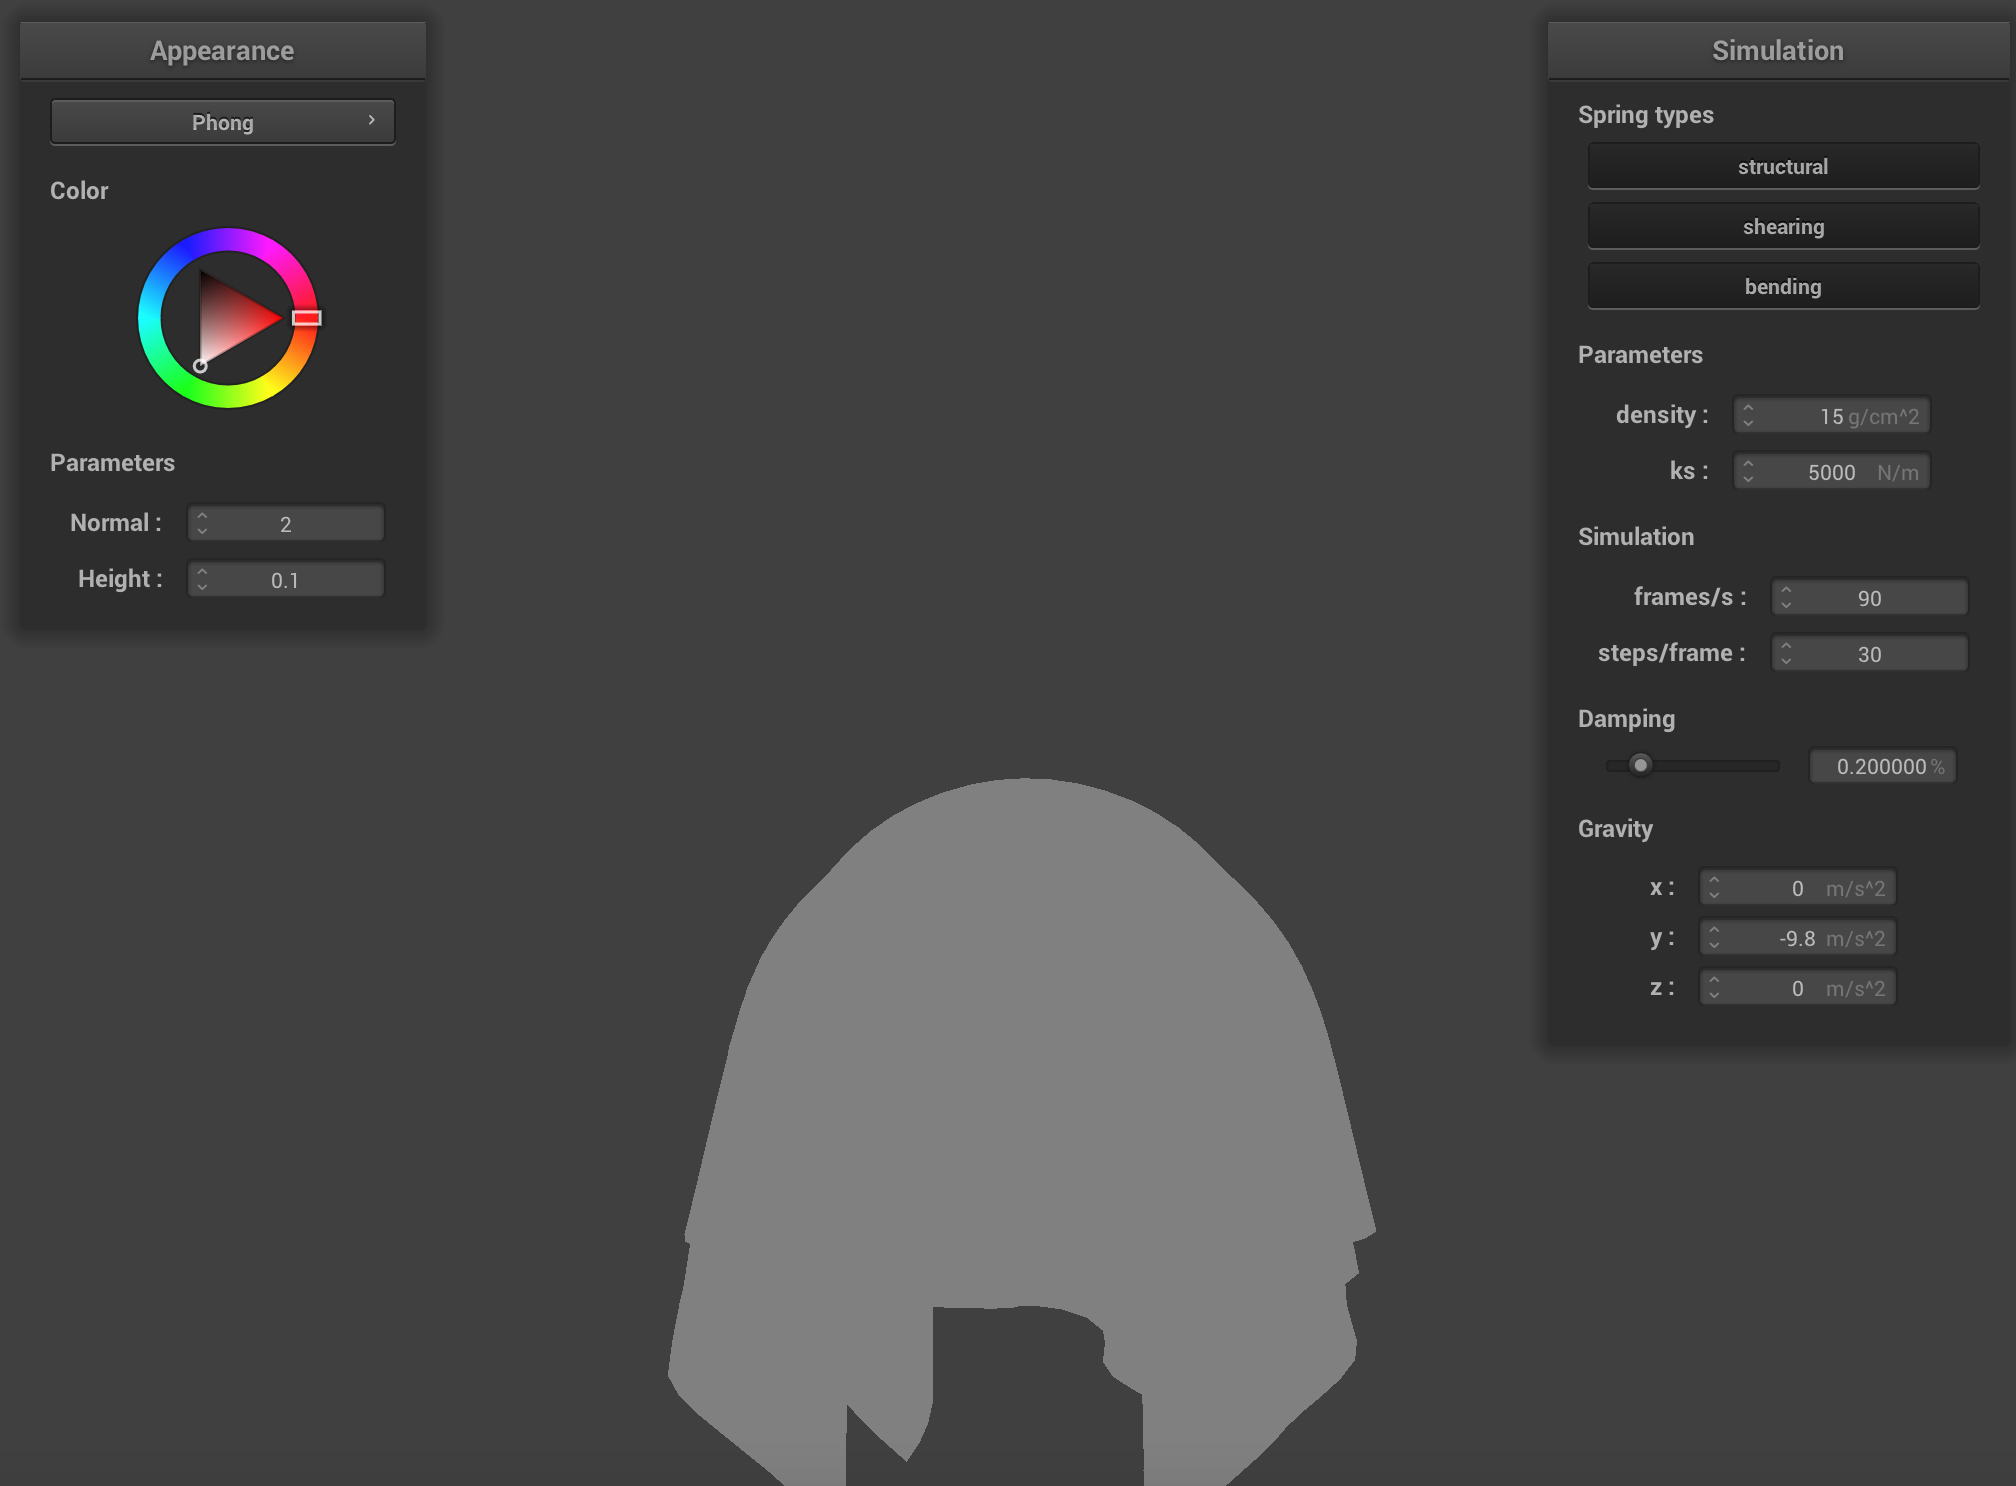 Appearance
Phong
Color
Parameters
Normal : 2
Height : 0.1
Simulation
Spring types
structural
shearing
bending
Parameters
density : 15 g/cm^2
ks : 5000 N/m
Simulation
frames/s : 90
steps/frame : 30
Damping
0.200000 %
Gravity
x : 0 m/s^2
y : -9.8 m/s^2
z : 0 m/s^2